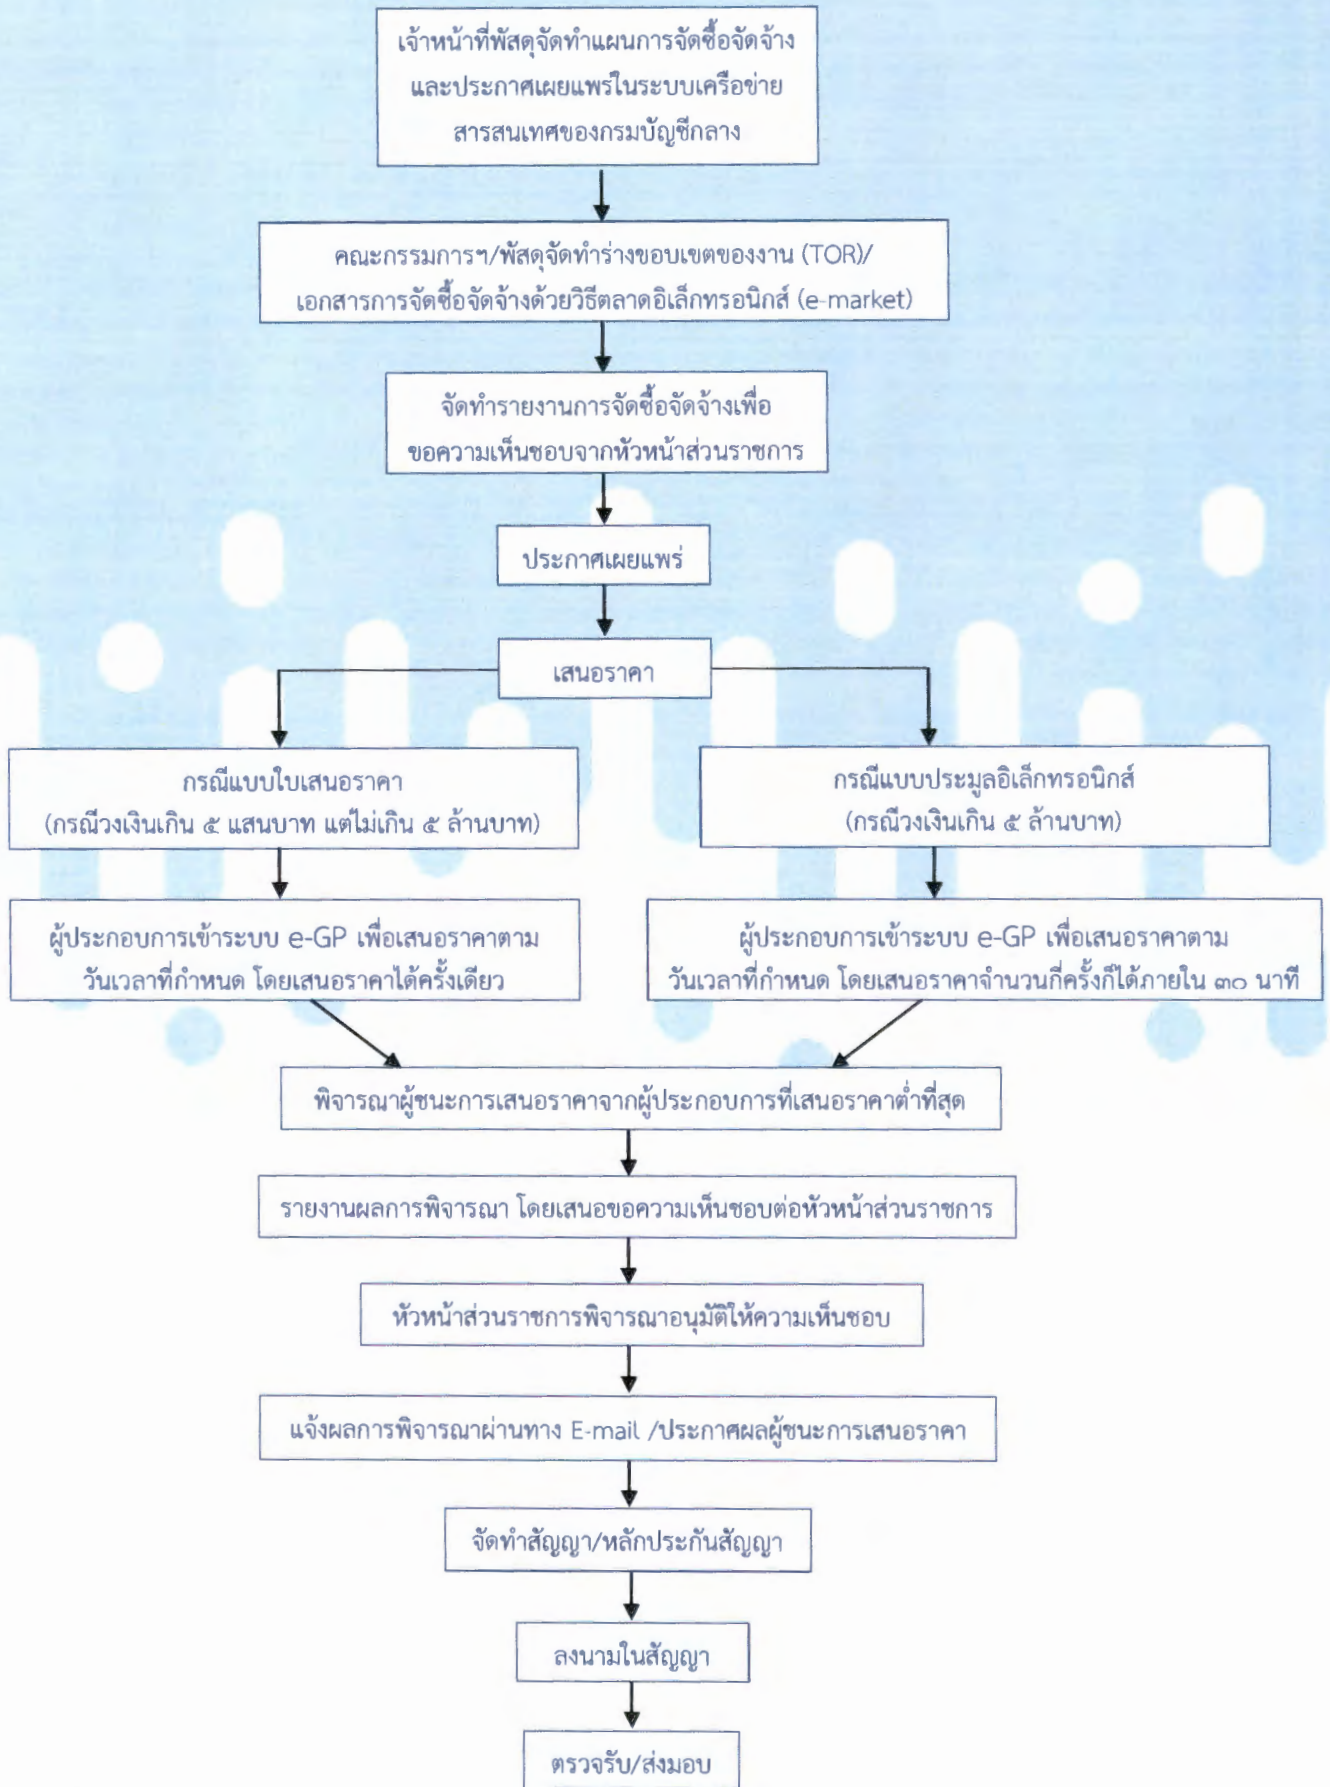 เจ้าหน้าที่พัสดุจัดทำแผนการจัดซื้อจัดจ้าง
และประกาศเผยแพร่ในระบบเครือข่าย
สารสนเทศของกรมบัญชีกลาง
คณะกรรมการฯ/พัสดุจัดทำร่างขอบเขตของงาน (TOR)/
เอกสารการจัดซื้อจัดจ้างด้วยวิธีตลาดอิเล็กทรอนิกส์ (e-market)
จัดทำรายงานการจัดซื้อจัดจ้างเพื่อ
ขอความเห็นชอบจากหัวหน้าส่วนราชการ
ประกาศเผยแพร่
เสนอราคา
กรณีแบบใบเสนอราคา
(กรณีวงเงินเกิน ๕ แสนบาท แต่ไม่เกิน ๕ ล้านบาท)
กรณีแบบประมูลอิเล็กทรอนิกส์
(กรณีวงเงินเกิน ๕ ล้านบาท)
ผู้ประกอบการเข้าระบบ e-GP เพื่อเสนอราคาตาม
วันเวลาที่กำหนด โดยเสนอราคาได้ครั้งเดียว
ผู้ประกอบการเข้าระบบ e-GP เพื่อเสนอราคาตาม
วันเวลาที่กำหนด โดยเสนอราคาจำนวนกี่ครั้งก็ได้ภายใน ๓๐ นาที
พิจารณาผู้ชนะการเสนอราคาจากผู้ประกอบการที่เสนอราคาต่ำที่สุด
รายงานผลการพิจารณา โดยเสนอขอความเห็นชอบต่อหัวหน้าส่วนราชการ
หัวหน้าส่วนราชการพิจารณาอนุมัติให้ความเห็นชอบ
แจ้งผลการพิจารณาผ่านทาง E-mail /ประกาศผลผู้ชนะการเสนอราคา
จัดทำสัญญา/หลักประกันสัญญา
ลงนามในสัญญา
ตรวจรับ/ส่งมอบ